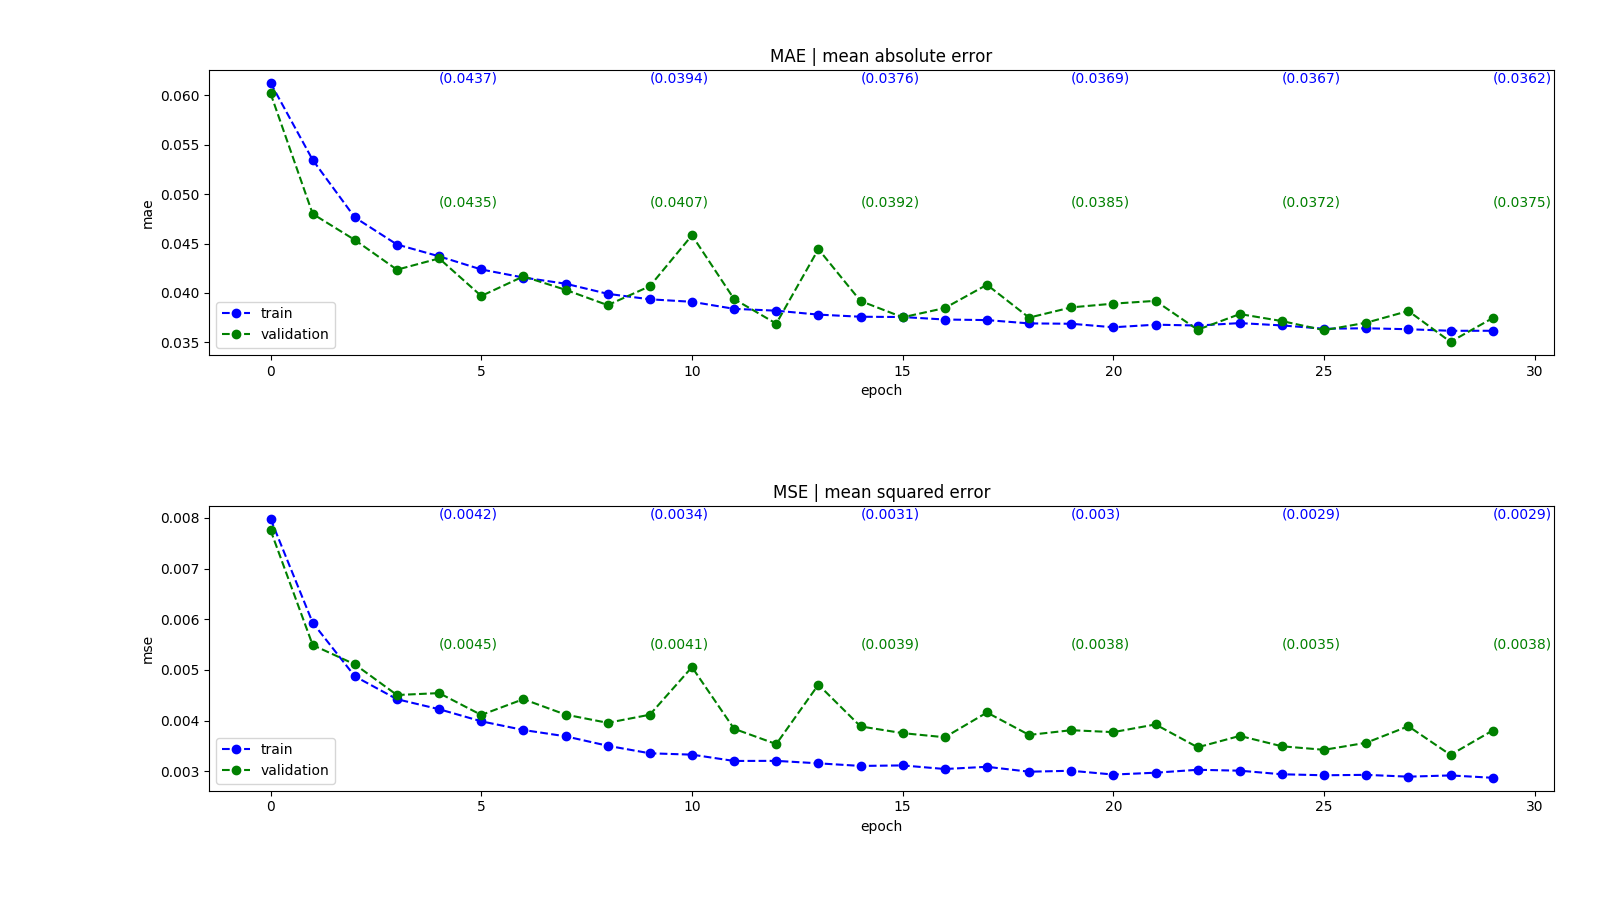 MAE | mean absolute error
(0.0437) (0.0394) (0.0376) (0.0369) (0.0367) (0.0362)
0.060
0.055
0.050
(0.0435) (0.0407) (0.0392) (0.0385) (0.0372) (0.0375)
mae
0.045
0.040
train
validation
0.035
0 5 10 15 20 25 30
epoch
MSE | mean squared error
(0.0042) (0.0034) (0.0031) (0.003) (0.0029) (0.0029)
0.008
0.007
0.006
(0.0045) (0.0041) (0.0039) (0.0038) (0.0035) (0.0038)
mse
0.005
0.004
train
validation
0.003
0 5 10 15 20 25 30
epoch